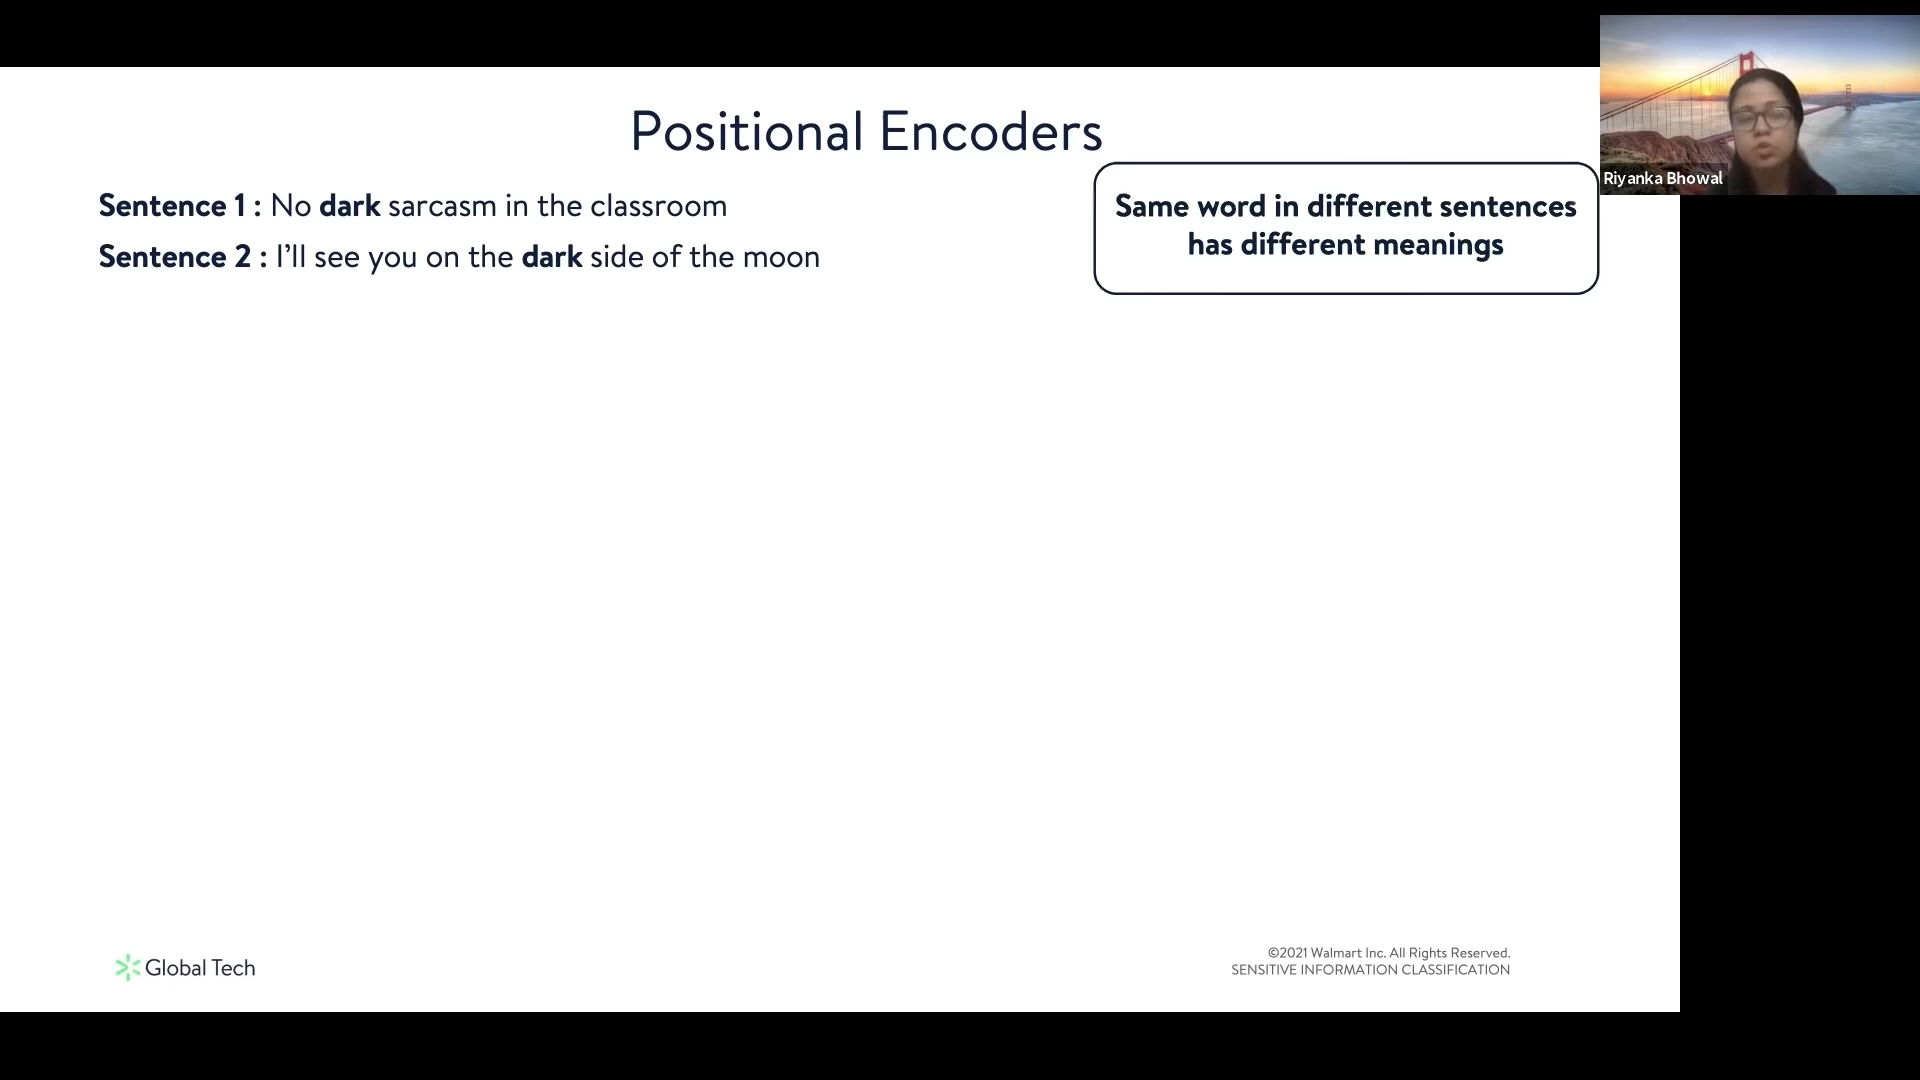 Positional Encoders
Sentence 1 : No dark sarcasm in the classroom
Sentence 2 : I’ll see you on the dark side of the moon
Same word in different sentences
has different meanings
Riyanka Bhowal
Global Tech
©2021 Walmart Inc. All Rights Reserved.
SENSITIVE INFORMATION CLASSIFICATION